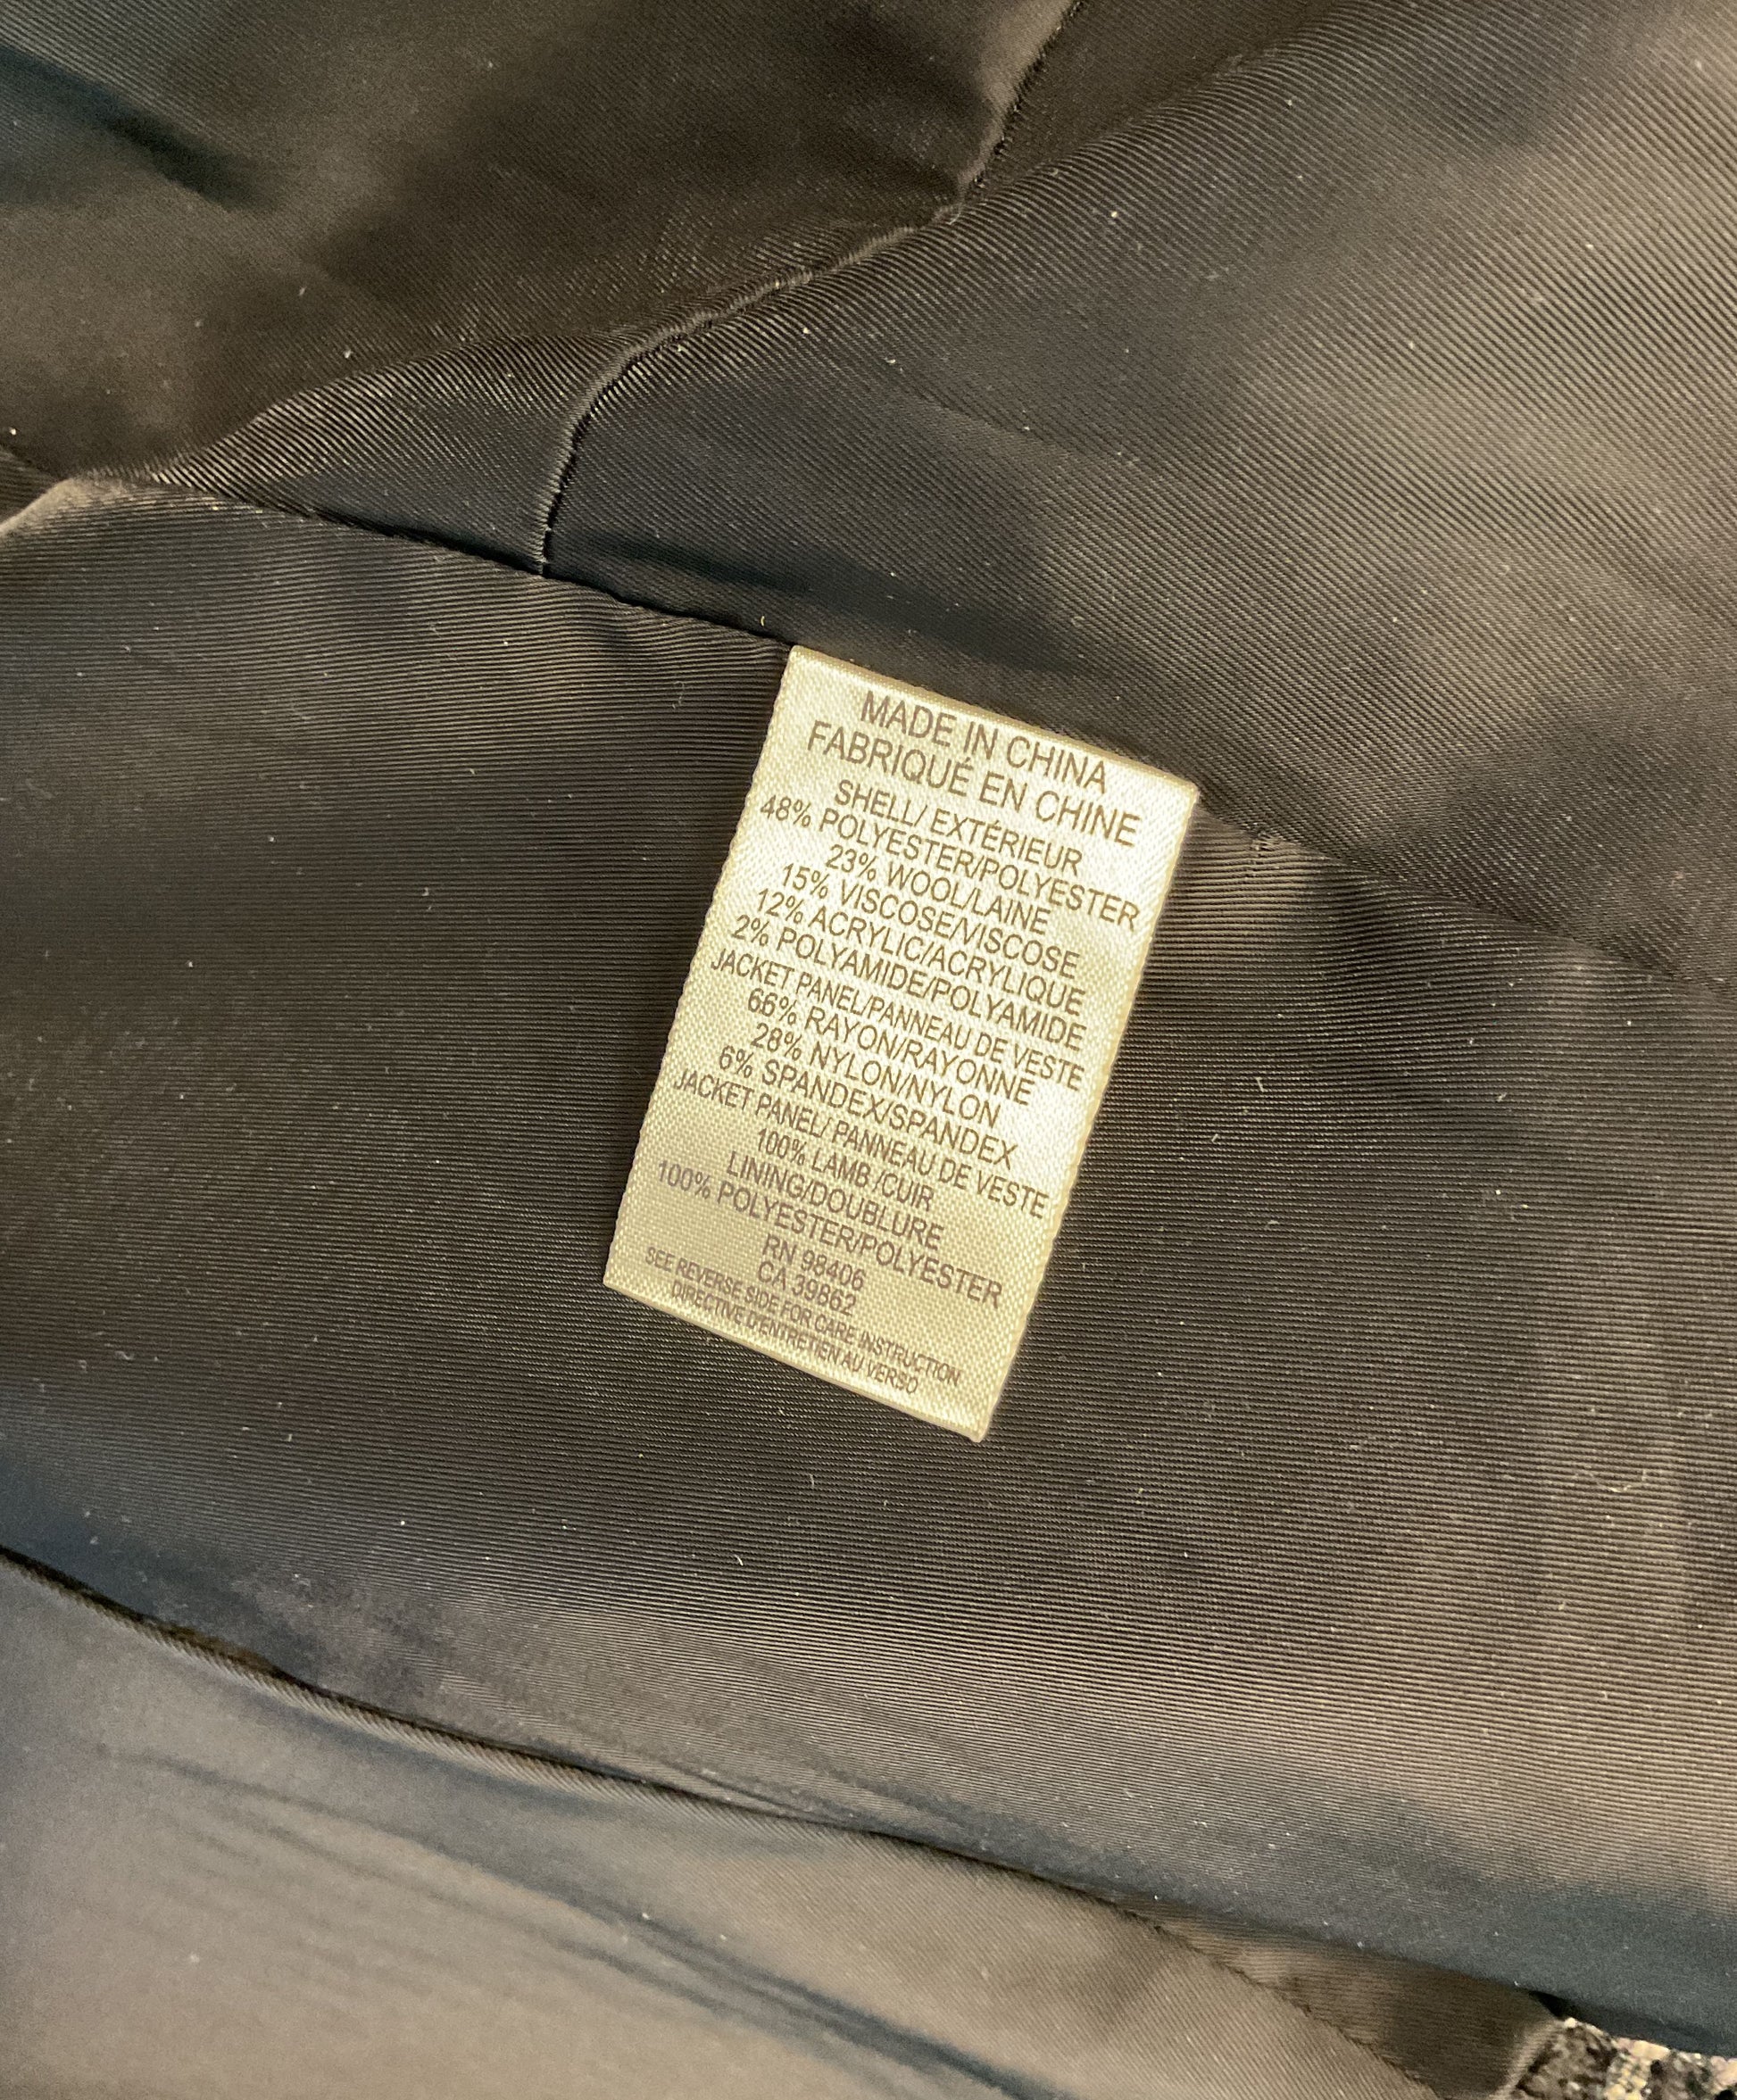 MADE IN CHINA
FABRIQUÉ EN CHINE
SHELL/ EXTÉRIEUR
48% POLYESTER/POLYESTER
23% WOOL/LAINE
15% VISCOSE/VISCOSE
12% ACRYLIC/ACRYLIQUE
2% POLYAMIDE/POLYAMIDE
JACKET PANEL/PANNEAU DE VESTE
66% RAYON/RAYONNE
28% NYLON/NYLON
6% SPANDEX/SPANDEX
JACKET PANEL/ PANNEAU DE VESTE
100% LAMB /CUIR
LINING/DOUBLURE
100% POLYESTER/POLYESTER
RN 98406
CA 39862
SEE REVERSE SIDE FOR CARE INSTRUCTION
DIRECTIVE D'ENTRETIEN AU VERSO